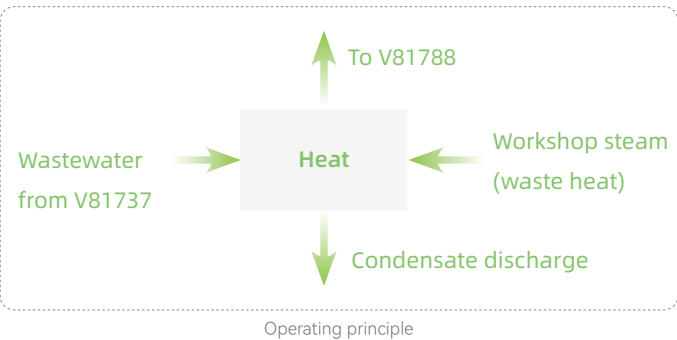 To V81788
Wastewater
from V81737
Heat
Workshop steam
(waste heat)
Condensate discharge
Operating principle